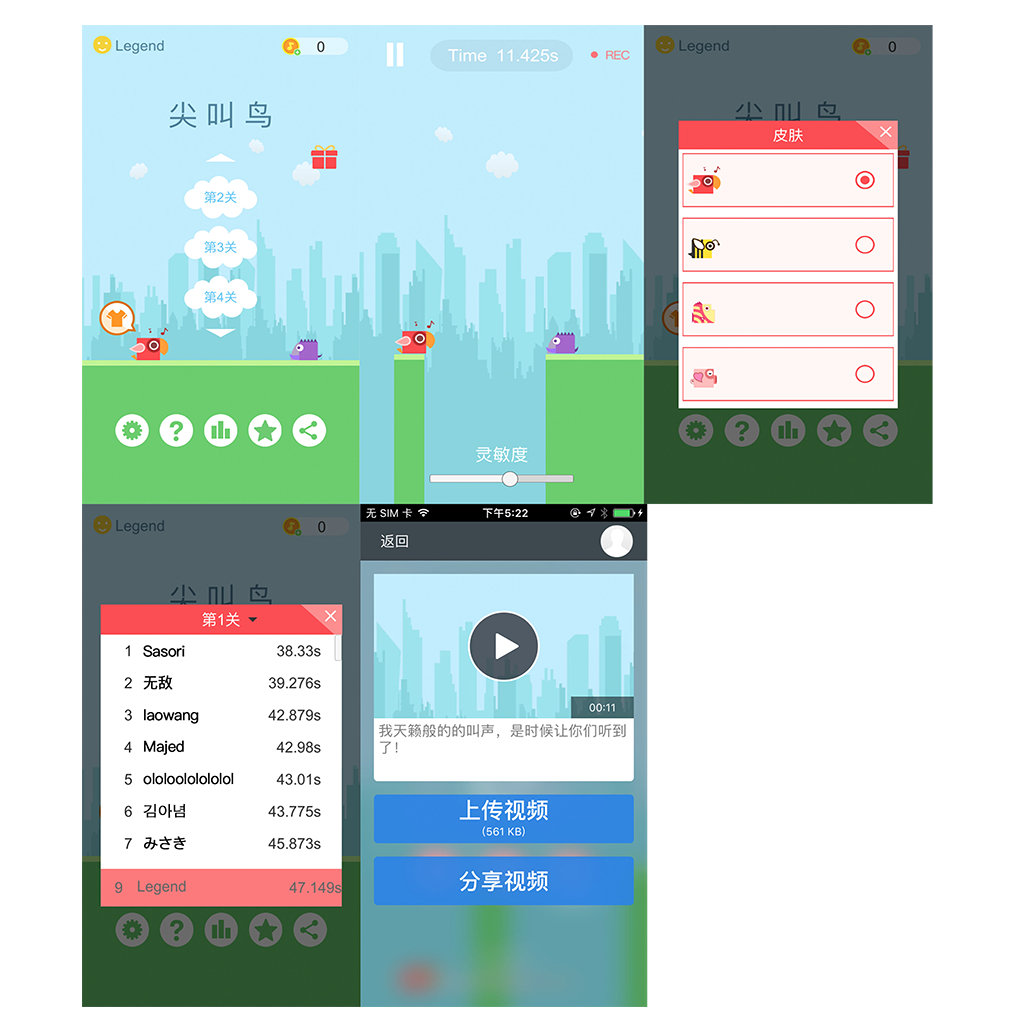 Legend
0
尖叫鸟
第2关
第3关
第4关
Time 11.425s
REC
灵敏度
Legend
0
尖叫鸟
皮肤
Legend
0
尖叫鸟
第1关
1 Sasori 38.33s
2 无敌 39.276s
3 laowang 42.879s
4 Majed 42.98s
5 ololoolololololol 43.01s
6 김아념 43.775s
7 みさき 45.873s
9 Legend 47.149s
无 SIM 卡 下午5:22
返回
00:11
我天籁般的的叫声，是时候让你们听到
了！
上传视频
(561 KB)
分享视频